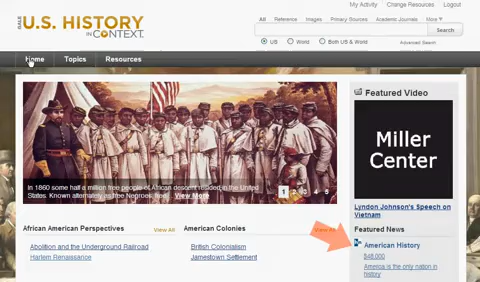 My Activity Change Resources Logout
GALE
U.S. HISTORY
IN CONTEXT
All Reference Images Primary Sources Academic Journals More
Search
US World Both US & World
Advanced Search
Home Topics Resources
Featured Video
Miller
Center
In 1860 some half a million free people of African descent resided in the United
States. Known alternately as free Negroes, free ... View More
1 2 3 4 5
Lyndon Johnson's Speech on
Vietnam
African American Perspectives View All
American Colonies View All
Featured News
Abolition and the Underground Railroad
Harlem Renaissance
British Colonialism
Jamestown Settlement
American History
$48,000
America is the only nation in
history